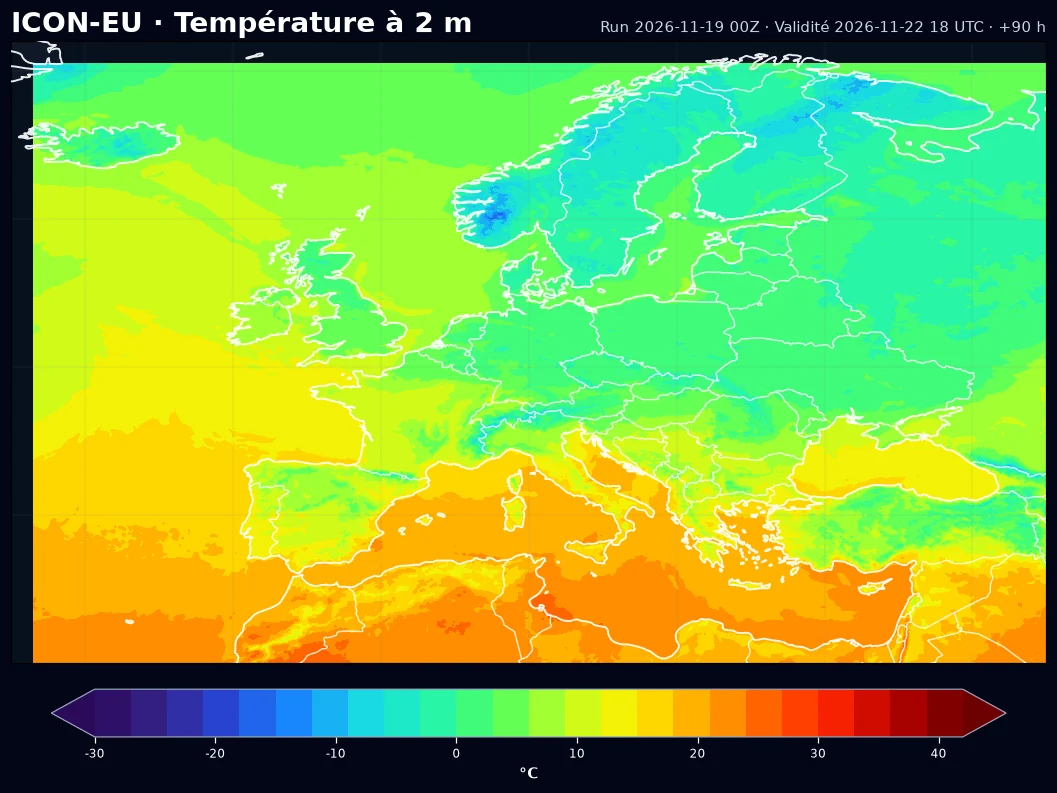 ICON-EU · Température à 2 m
Run 2026-11-19 00Z · Validité 2026-11-22 18 UTC · +90 h
-30 -20 -10 0 10 20 30 40
°C